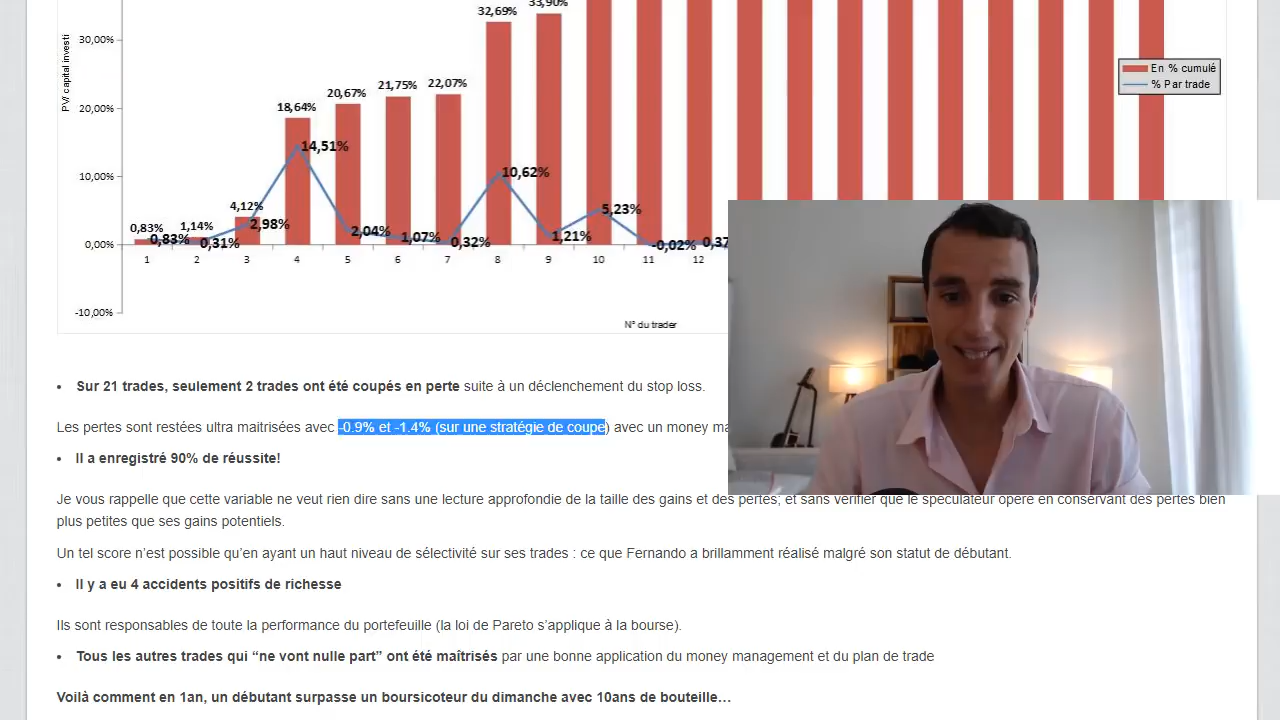 32,69%
33,90%
30,00%
22,07%
21,75%
20,67%
18,64%
20,00%
14,51%
10,00%
10,62%
5,23%
4,12%
2,98%
0,83%
1,14%
0,83%
0,31%
2,04%
1,07%
0,32%
1,21%
-0,02%
0,37
0,00%
1 2 3 4 5 6 7 8 9 10 11 12
-10,00%
PV/ capital investi
N° du trader
En % cumulé
% Par trade
• Sur 21 trades, seulement 2 trades ont été coupés en perte suite à un déclenchement du stop loss.
Les pertes sont restées ultra maitrisées avec -0.9% et -1.4% (sur une stratégie de coupe) avec un money ma
• Il a enregistré 90% de réussite!
Je vous rappelle que cette variable ne veut rien dire sans une lecture approfondie de la taille des gains et des pertes; et sans vérifier que le spéculateur opère en conservant des pertes bien
plus petites que ses gains potentiels.
Un tel score n’est possible qu’en ayant un haut niveau de sélectivité sur ses trades : ce que Fernando a brillamment réalisé malgré son statut de débutant.
• Il y a eu 4 accidents positifs de richesse
Ils sont responsables de toute la performance du portefeuille (la loi de Pareto s’applique à la bourse).
• Tous les autres trades qui “ne vont nulle part” ont été maîtrisés par une bonne application du money management et du plan de trade
Voilà comment en 1an, un débutant surpasse un boursicoteur du dimanche avec 10ans de bouteille…